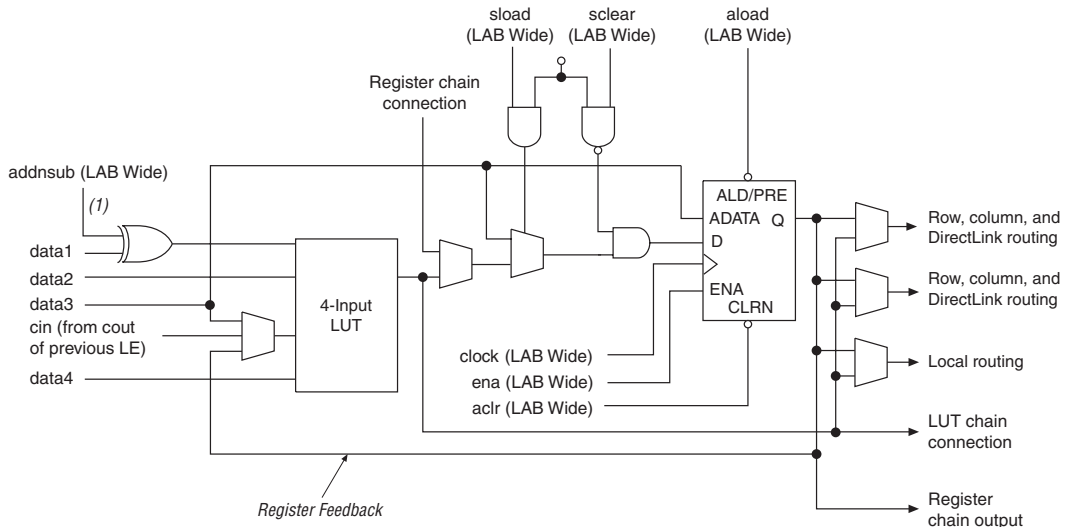 sload
(LAB Wide)
sclear
(LAB Wide)
aload
(LAB Wide)
Register chain
connection
addnsub (LAB Wide)
(1)
data1
data2
data3
cin (from cout
of previous LE)
data4
4-Input
LUT
ALD/PRE
ADATA
Q
D
ENA
CLRN
clock (LAB Wide)
ena (LAB Wide)
aclr (LAB Wide)
Row, column, and
DirectLink routing
Row, column, and
DirectLink routing
Local routing
LUT chain
connection
Register
chain output
Register Feedback